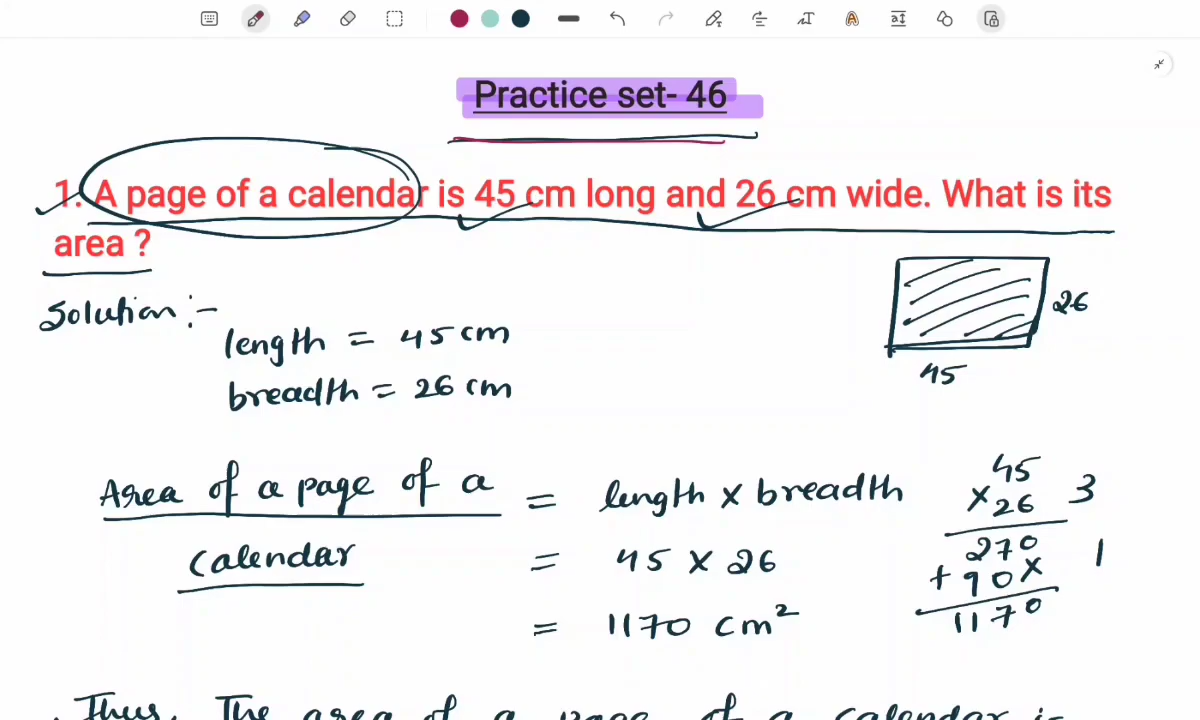 Practice set- 46
1. A page of a calendar is 45 cm long and 26 cm wide. What is its
area ?
Solution :-
length = 45 cm
breadth = 26 cm
26
45
Area of a page of a
calendar
= length x breadth
= 45 x 26
= 1170 cm²
45
x26 3
270 1
+90x
1170
Thus, The area of a page of a calendar is